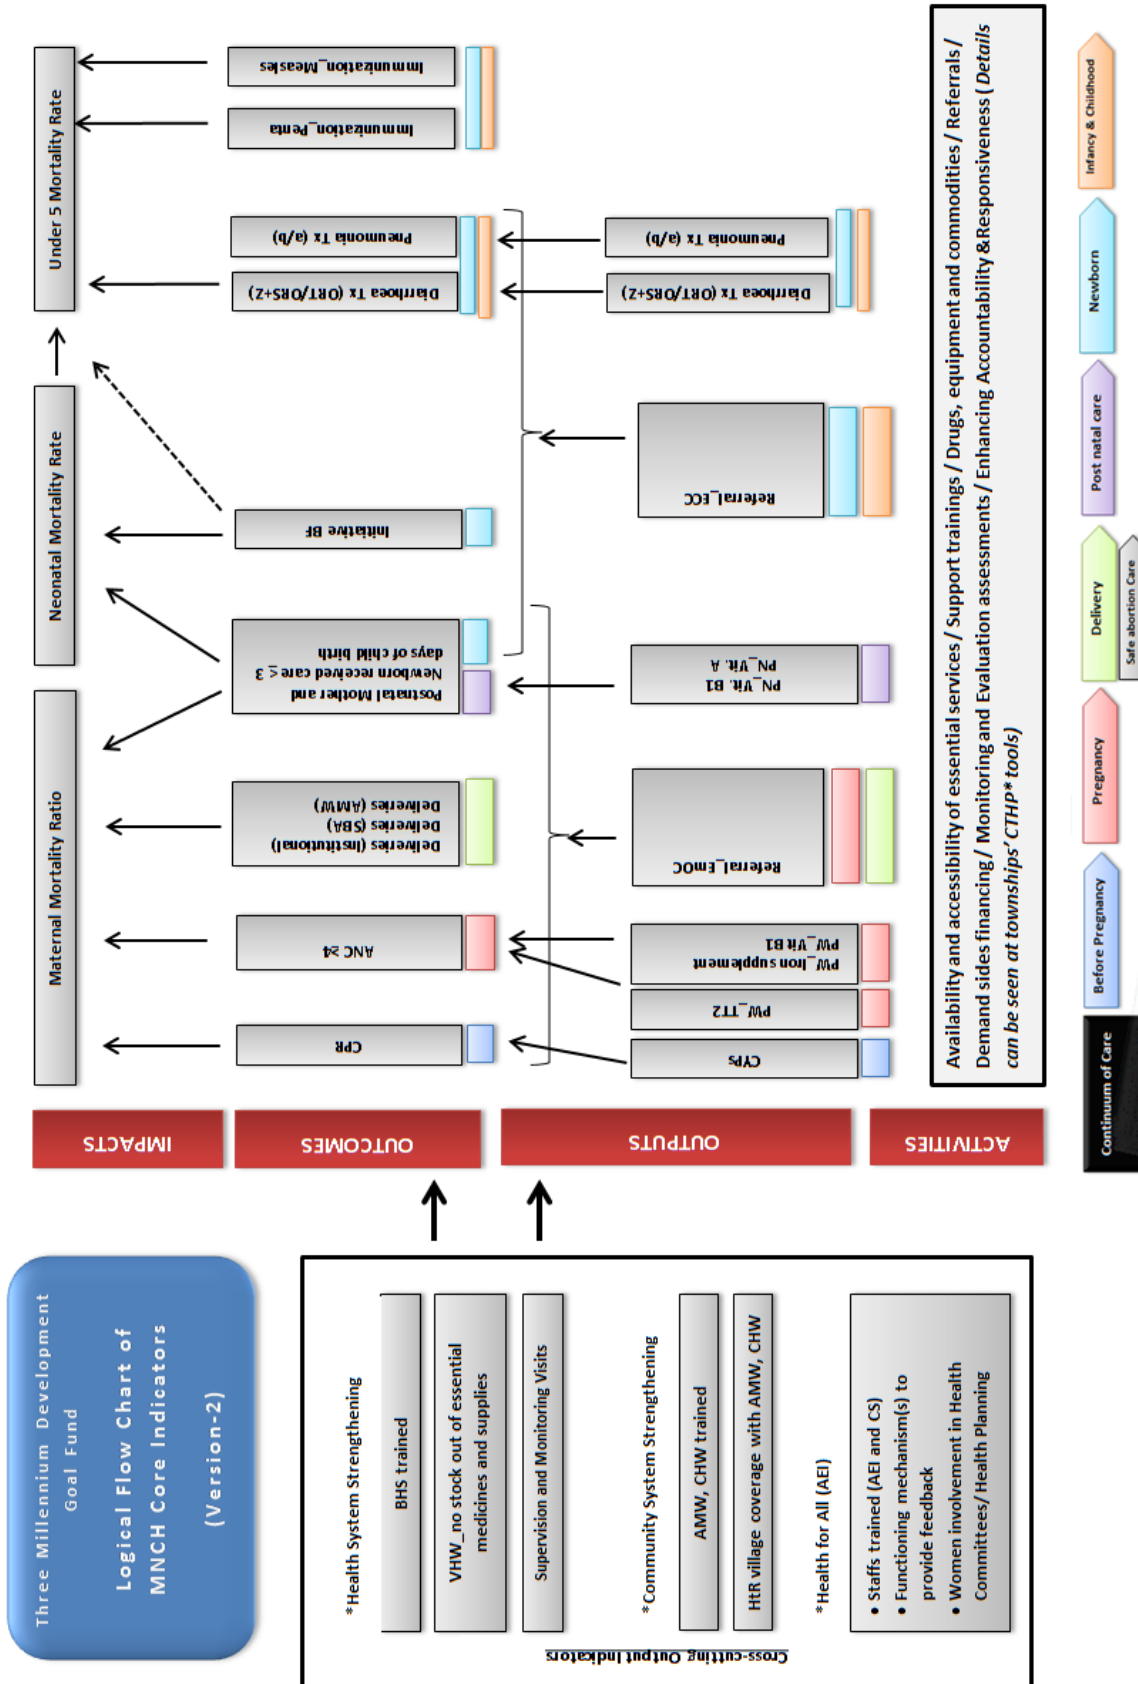 Three Millennium Development
Goal Fund
Logical Flow Chart of
MNCH Core Indicators
(Version-2)
IMPACTS
Maternal Mortality Ratio
Neonatal Mortality Rate
Under 5 Mortality Rate
OUTCOMES
CPR
ANC ≥4
Deliveries (Institutional)
Deliveries (SBA)
Deliveries (AMW)
Postnatal Mother and
Newborn received care ≤ 3
days of child birth
Initiative BF
Diarrhoea Tx (ORT/ORS+Z)
Pneumonia Tx (a/b)
Immunization_Penta
Immunization_Measles
OUTPUTS
CYPs
PW_TT2
PW_Iron supplement
PW_Vit B1
Referral_EmOC
PN_Vit. B1
PN_Vit. A
Referral_ECC
Diarrhoea Tx (ORT/ORS+Z)
Pneumonia Tx (a/b)
ACTIVITIES
Availability and accessibility of essential services/ Support trainings/ Drugs, equipment and commodities / Referrals /
Demand sides financing/ Monitoring and Evaluation assessments/ Enhancing Accountability &Responsiveness (Details
can be seen at townships' CTHP* tools)
Cross-cutting Output Indicators
*Health System Strengthening
BHS trained
VHW_no stock out of essential
medicines and supplies
Supervision and Monitoring Visits
*Community System Strengthening
AMW, CHW trained
HtR village coverage with AMW, CHW
*Health for All (AEI)
• Staffs trained (AEI and CS)
• Functioning mechanism(s) to
provide feedback
• Women involvement in Health
Committees/ Health Planning
Continuum of Care
Before Pregnancy
Pregnancy
Delivery
Safe abortion Care
Post natal care
Newborn
Infancy & Childhood